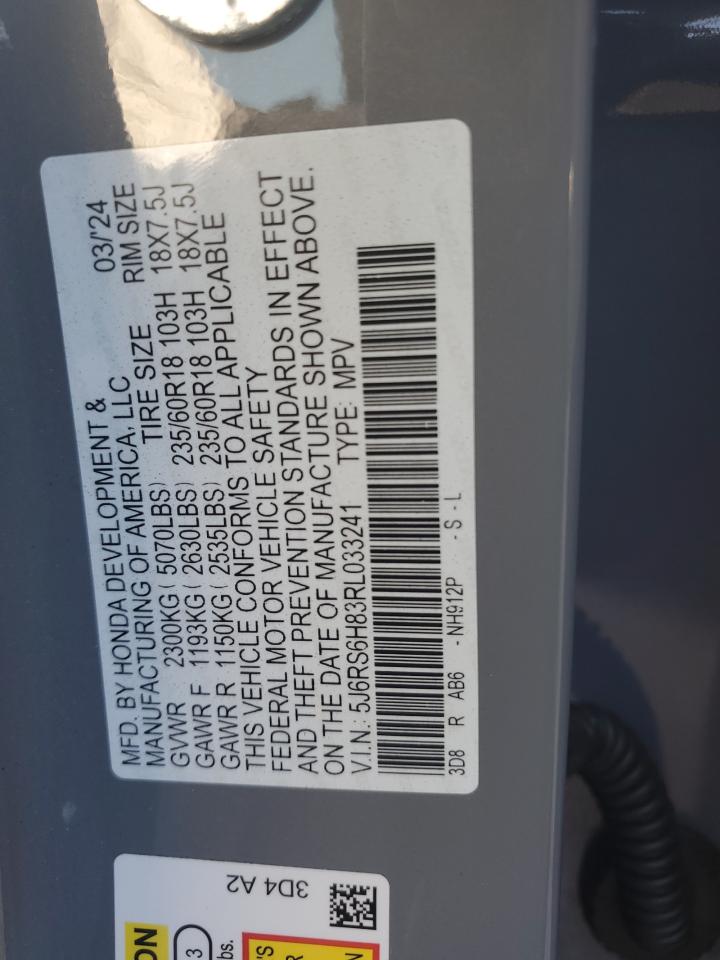 MFD. BY HONDA DEVELOPMENT &
MANUFACTURING OF AMERICA, LLC 03/'24
GVWR 2300KG ( 5070LBS) TIRE SIZE RIM SIZE
GAWR F 1193KG ( 2630LBS) 235/60R18 103H 18X7.5J
GAWR R 1150KG ( 2535LBS) 235/60R18 103H 18X7.5J
THIS VEHICLE CONFORMS TO ALL APPLICABLE
FEDERAL MOTOR VEHICLE SAFETY
AND THEFT PREVENTION STANDARDS IN EFFECT
ON THE DATE OF MANUFACTURE SHOWN ABOVE.
V.I.N.: 5J6RS6H83RL033241 TYPE: MPV
3D8 R AB6 - NH912P - S - L
3D4 A2
ON
3
bs.
'S
R
N